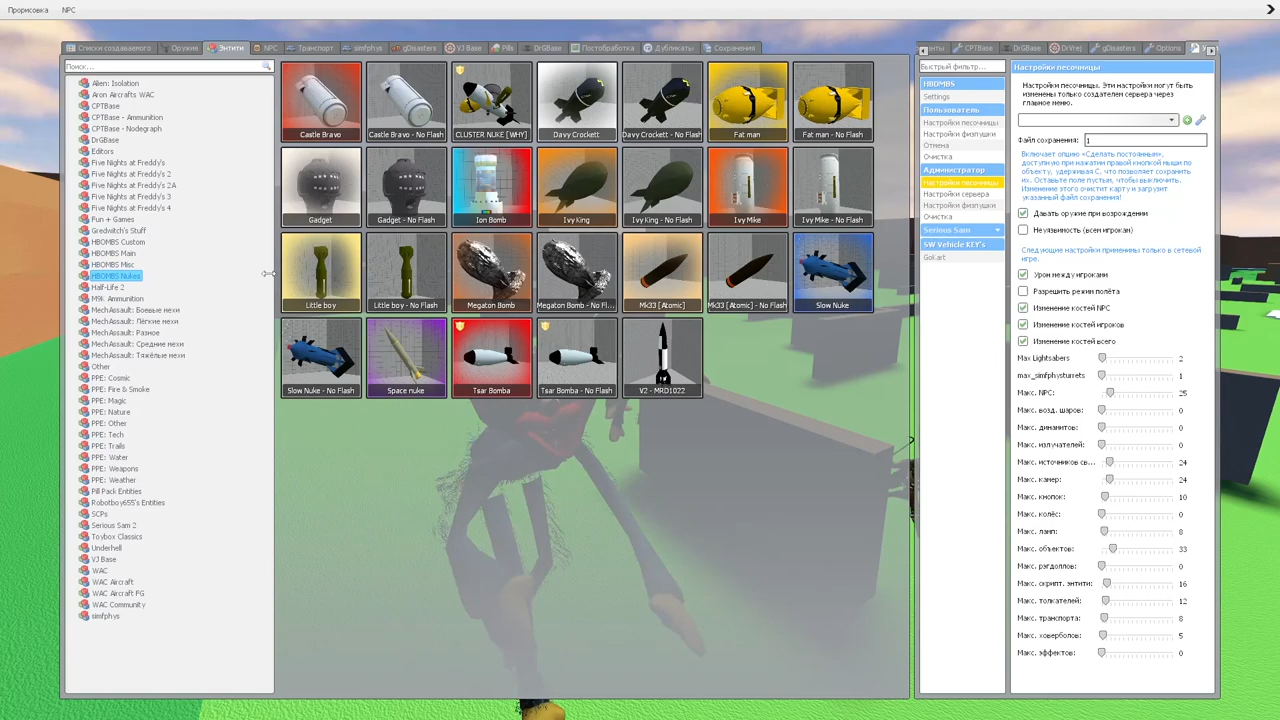 Прорисовка NPC
Списки создаваемого Оружие Энтити NPC Транспорт simfphys gDisasters VJ Base Pills DrGBase Постобработка Дубликаты Сохранения
CPTBase DrGBase DrVrej gDisasters Options
Поиск...
Alien: Isolation
Aron Aircrafts WAC
CPTBase
CPTBase - Ammunition
CPTBase - Nodegraph
DrGBase
Editors
Five Nights at Freddy's
Five Nights at Freddy's 2
Five Nights at Freddy's 2A
Five Nights at Freddy's 3
Five Nights at Freddy's 4
Fun + Games
Gredwitch's Stuff
HBOMBS Custom
HBOMBS Main
HBOMBS Misc
HBOMBS Nukes
Half-Life 2
M9k Ammunition
MechAssault: Боевые мехи
MechAssault: Лёгкие мехи
MechAssault: Разное
MechAssault: Средние мехи
MechAssault: Тяжёлые мехи
Other
PPE: Cosmic
PPE: Fire & Smoke
PPE: Magic
PPE: Nature
PPE: Other
PPE: Tech
PPE: Trails
PPE: Water
PPE: Weapons
PPE: Weather
Pill Pack Entities
Robotboy655's Entities
SCPs
Serious Sam 2
Toybox Classics
Underhell
VJ Base
WAC
WAC Aircraft
WAC Aircraft FG
WAC Community
simfphys
Castle Bravo
Castle Bravo - No Flash
CLUSTER NUKE [WHY]
Davy Crockett
Davy Crockett - No Flash
Fat man
Fat man - No Flash
Gadget
Gadget - No Flash
Ion Bomb
Ivy King
Ivy King - No Flash
Ivy Mike
Ivy Mike - No Flash
Little boy
Little boy - No Flash
Megaton Bomb
Megaton Bomb - No Fl...
Mk33 [Atomic]
Mk33 [Atomic] - No Flash
Slow Nuke
Slow Nuke - No Flash
Space nuke
Tsar Bomba
Tsar Bomba - No Flash
V2 - MRD1022
Быстрый фильтр...
HBOMBS
Settings
Пользователь
Настройки песочницы
Настройки физпушки
Отмена
Очистка
Администратор
Настройки песочницы
Настройки сервера
Настройки физпушки
Очистка
Serious Sam
SW Vehicle KEY's
Gokart
Настройки песочницы
Настройки песочницы. Эти настройки могут быть
изменены только создателем сервера через
главное меню.
Файл сохранения: 1
Включает опцию «Сделать постоянным»,
доступную при нажатии правой кнопкой мыши по
объекту, удерживая C, что позволяет сохранить
их. Оставьте поле пустым, чтобы выключить.
Изменение этого очистит карту и загрузит
указанный файл сохранения!
Давать оружие при возрождении
Неуязвимость (всем игрокам)
Следующие настройки применимы только в сетевой
игре.
Урон между игроками
Разрешить режим полёта
Изменение костей NPC
Изменение костей игроков
Изменение костей всего
Max Lightsabers 2
max_simfphysturrets 1
Макс. NPC: 25
Макс. возд. шаров: 0
Макс. динамитов: 0
Макс. излучателей: 0
Макс. источников св... 24
Макс. камер: 24
Макс. кнопок: 10
Макс. колёс: 0
Макс. ламп: 8
Макс. объектов: 33
Макс. рэгдоллов: 0
Макс. скрипт. энтити: 16
Макс. толкателей: 12
Макс. транспорта: 8
Макс. ховерболов: 5
Макс. эффектов: 0